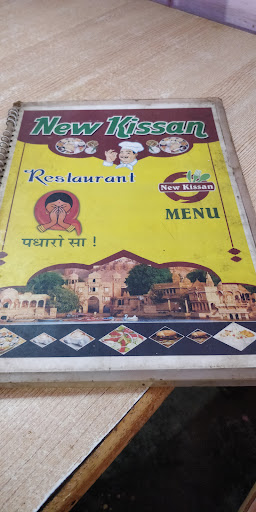 New Kissan
Restaurant
New Kissan
MENU
पधारो सा !